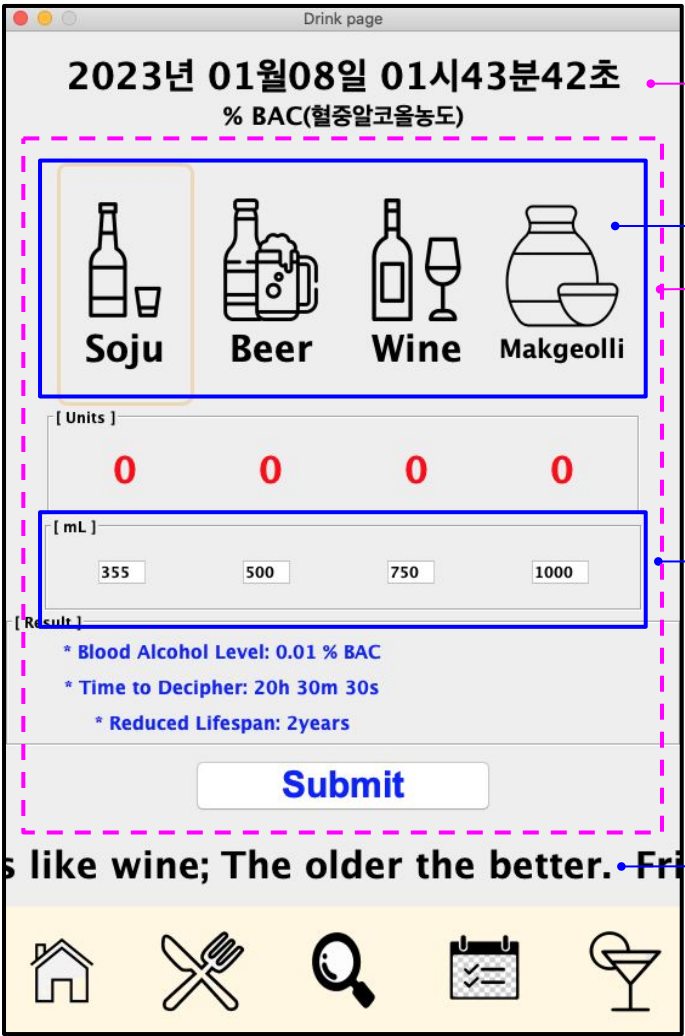 Drink page
2023년 01월08일 01시43분42초
% BAC(혈중알코올농도)
Soju Beer Wine Makgeolli
[ Units ]
0 0 0 0
[ mL ]
355 500 750 1000
[ Result ]
* Blood Alcohol Level: 0.01 % BAC
* Time to Decipher: 20h 30m 30s
* Reduced Lifespan: 2years
Submit
s like wine; The older the better. Fri